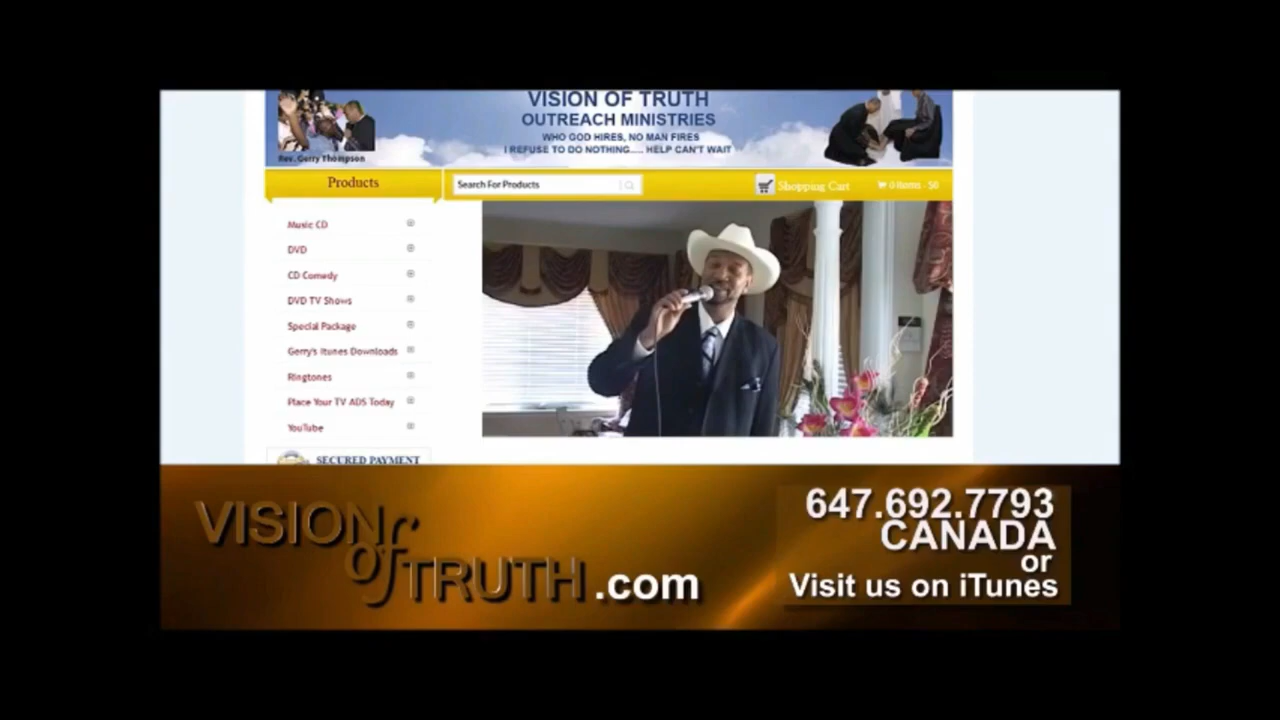 VISION OF TRUTH
OUTREACH MINISTRIES
WHO GOD HIRES, NO MAN FIRES
I REFUSE TO DO NOTHING.... HELP CAN'T WAIT
Rev. Gerry Thompson
Products
Search For Products
Shopping Cart
0 items - $0
Music CD
DVD
CD Comedy
DVD TV Shows
Special Package
Gerry's Itunes Downloads
Ringtones
Place Your TV ADS Today
YouTube
SECURED PAYMENT
VISION
of
TRUTH .com
647.692.7793
CANADA
or
Visit us on iTunes